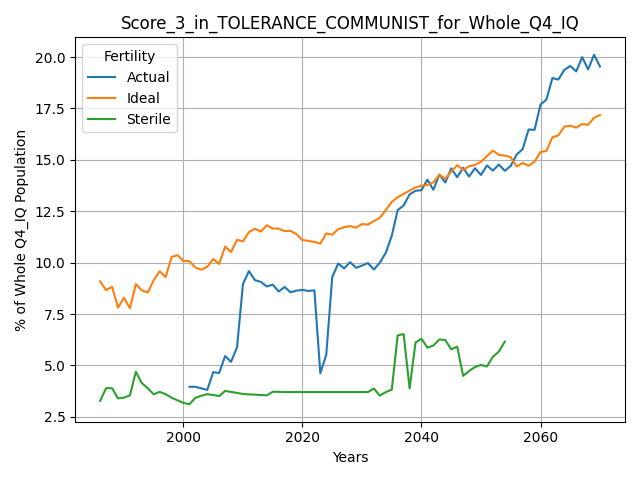 Score_3_in_TOLERANCE_COMMUNIST_for_Whole_Q4_IQ
Fertility
Actual
Ideal
Sterile
% of Whole Q4_IQ Population
20.0
17.5
15.0
12.5
10.0
7.5
5.0
2.5
2000
2020
2040
2060
Years